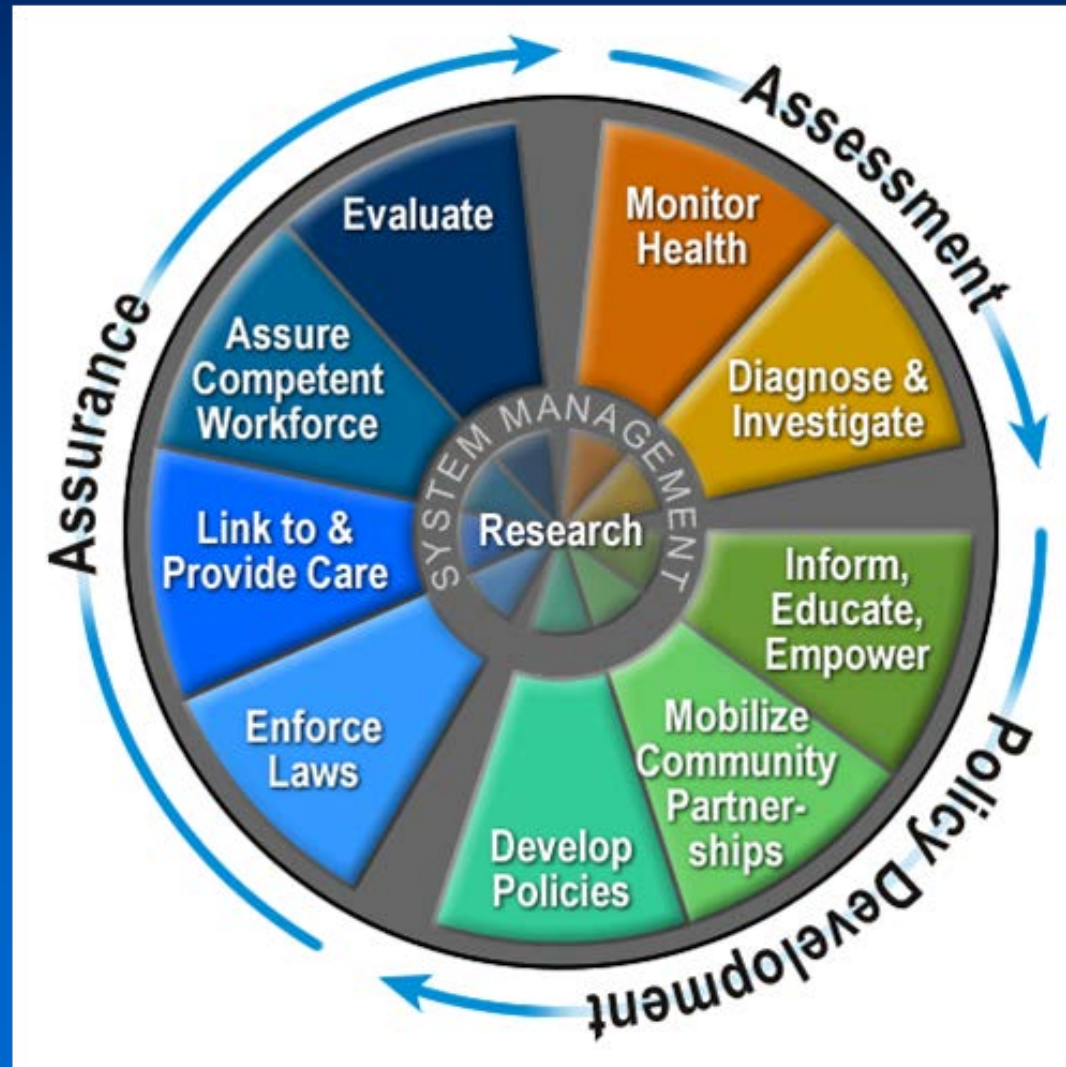 Assessment
Monitor
Health
Diagnose &
Investigate
Policy Development
Inform,
Educate,
Empower
Mobilize
Community
Partner-
ships
Develop
Policies
Assurance
Enforce
Laws
Link to &
Provide Care
Assure
Competent
Workforce
Evaluate
SYSTEM MANAGEMENT
Research